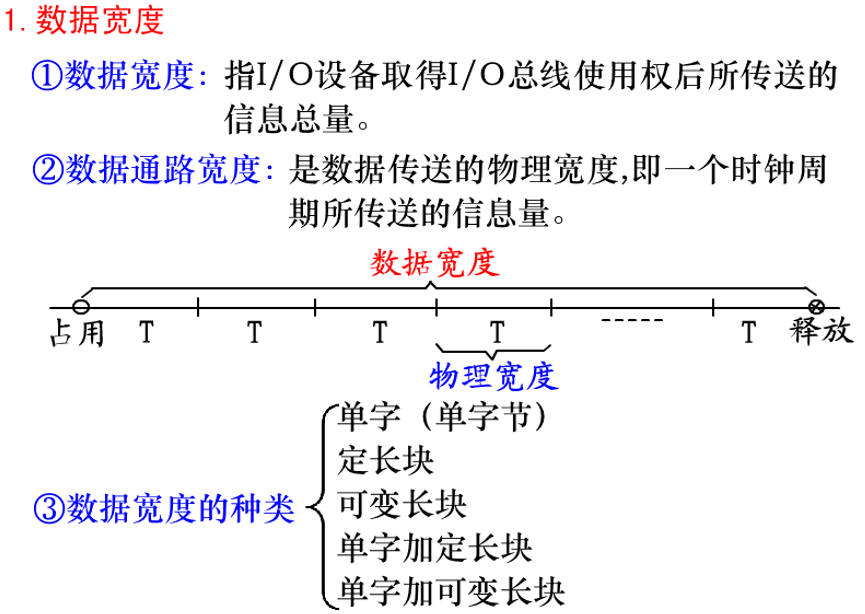 1. 数据宽度
①数据宽度：指I/O设备取得I/O总线使用权后所传送的
信息总量。
②数据通路宽度：是数据传送的物理宽度,即一个时钟周
期所传送的信息量。
数据宽度
占用 T T T T ----- T 释放
物理宽度
③数据宽度的种类
单字（单字节）
定长块
可变长块
单字加定长块
单字加可变长块